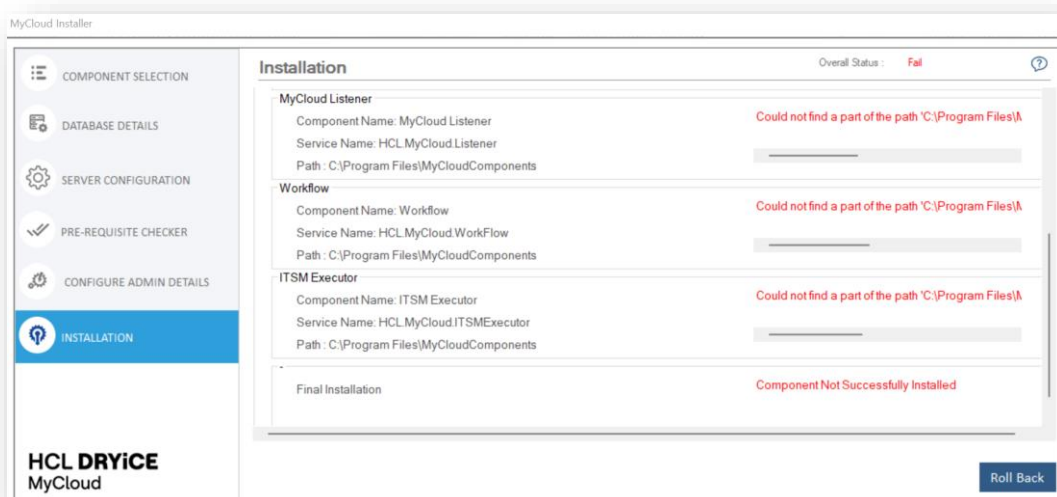 MyCloud Installer
COMPONENT SELECTION
DATABASE DETAILS
SERVER CONFIGURATION
PRE-REQUISITE CHECKER
CONFIGURE ADMIN DETAILS
INSTALLATION
HCL DRYiCE
MyCloud
Installation
Overall Status : Fail
?
MyCloud Listener
Component Name: MyCloud Listener
Could not find a part of the path 'C:\Program Files\
Service Name: HCL.MyCloud.Listener
Path : C:\Program Files\MyCloudComponents
Workflow
Component Name: Workflow
Could not find a part of the path 'C:\Program Files\
Service Name: HCL.MyCloud.WorkFlow
Path : C:\Program Files\MyCloudComponents
ITSM Executor
Component Name: ITSM Executor
Could not find a part of the path 'C:\Program Files\
Service Name: HCL.MyCloud.ITSMExecutor
Path : C:\Program Files\MyCloudComponents
-
Final Installation
Component Not Successfully Installed
Roll Back